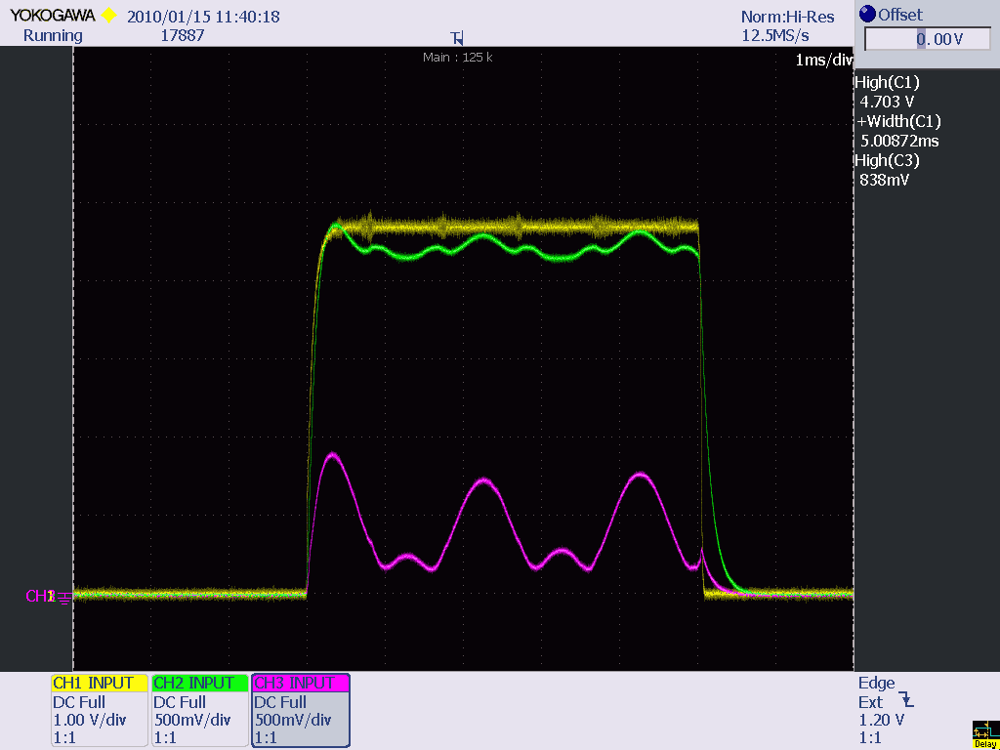 YOKOGAWA 2010/01/15 11:40:18
Running 17887
Norm:Hi-Res
12.5MS/s
Offset
0.00V
T
Main : 125 k
1ms/div
High(C1)
4.703 V
+Width(C1)
5.00872ms
High(C3)
838mV
CH1 INPUT
DC Full
1.00 V/div
1:1
CH2 INPUT
DC Full
500mV/div
1:1
CH3 INPUT
DC Full
500mV/div
1:1
Edge
Ext
1.20 V
1:1
Delay